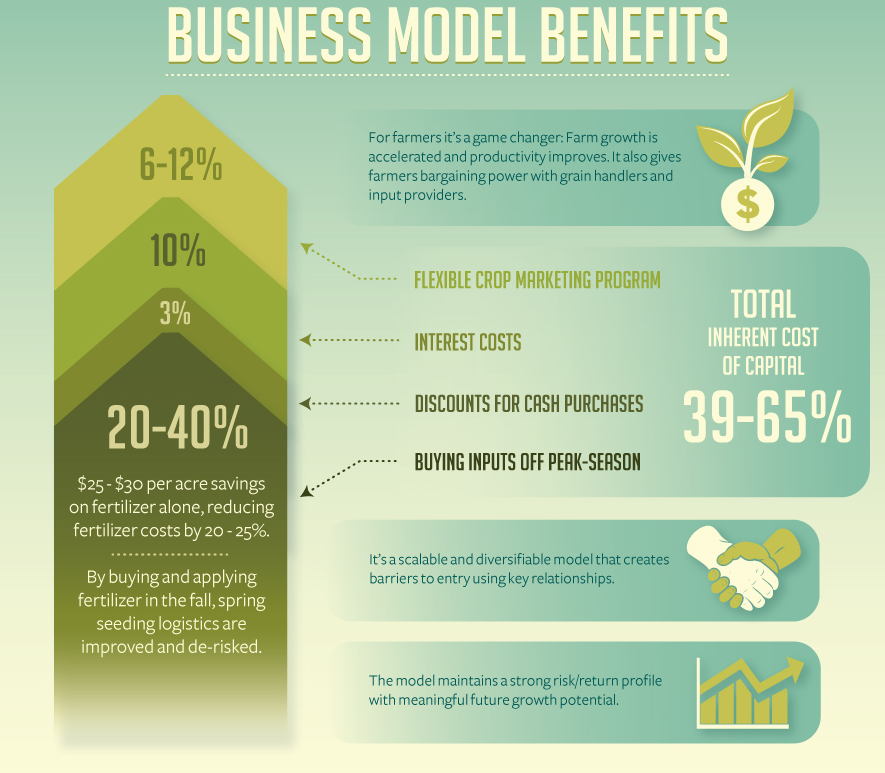 BUSINESS MODEL BENEFITS
6-12%
10%
3%
20-40%
$25 - $30 per acre savings
on fertilizer alone, reducing
fertilizer costs by 20 - 25%.
By buying and applying
fertilizer in the fall, spring
seeding logistics are
improved and de-risked.
For farmers it's a game changer: Farm growth is
accelerated and productivity improves. It also gives
farmers bargaining power with grain handlers and
input providers.
$
FLEXIBLE CROP MARKETING PROGRAM
INTEREST COSTS
DISCOUNTS FOR CASH PURCHASES
BUYING INPUTS OFF PEAK-SEASON
TOTAL
INHERENT COST
OF CAPITAL
39-65%
It's a scalable and diversifiable model that creates
barriers to entry using key relationships.
The model maintains a strong risk/return profile
with meaningful future growth potential.